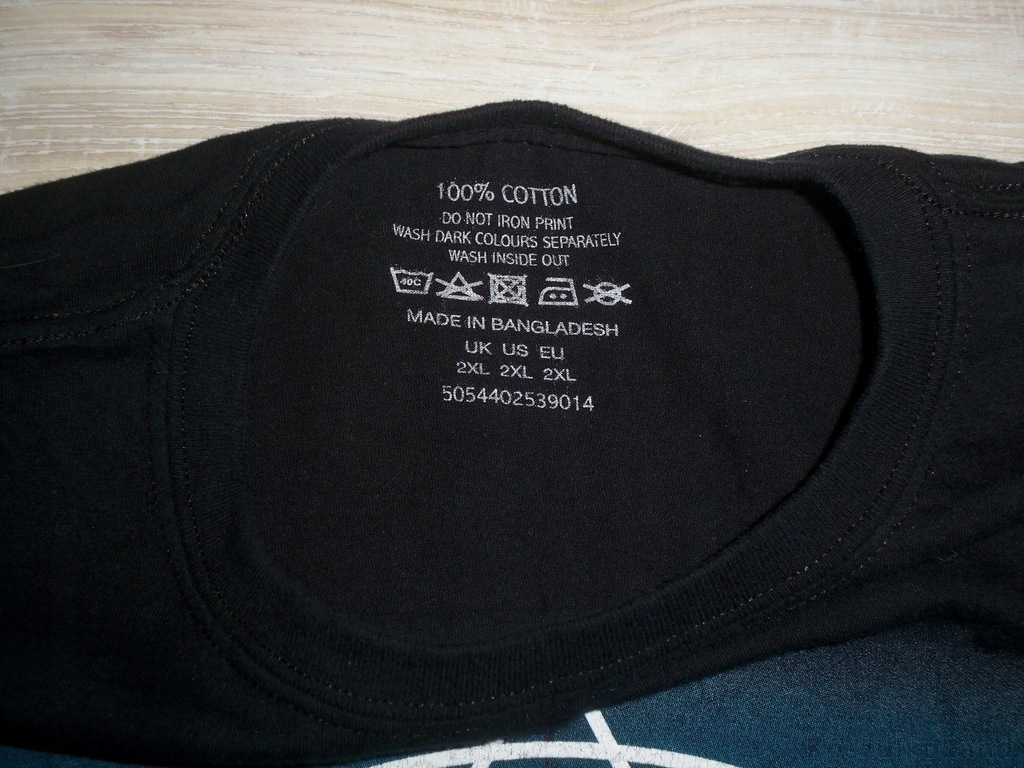 100% COTTON
DO NOT IRON PRINT
WASH DARK COLOURS SEPARATELY
WASH INSIDE OUT
40C
MADE IN BANGLADESH
UK US EU
2XL 2XL 2XL
5054402539014